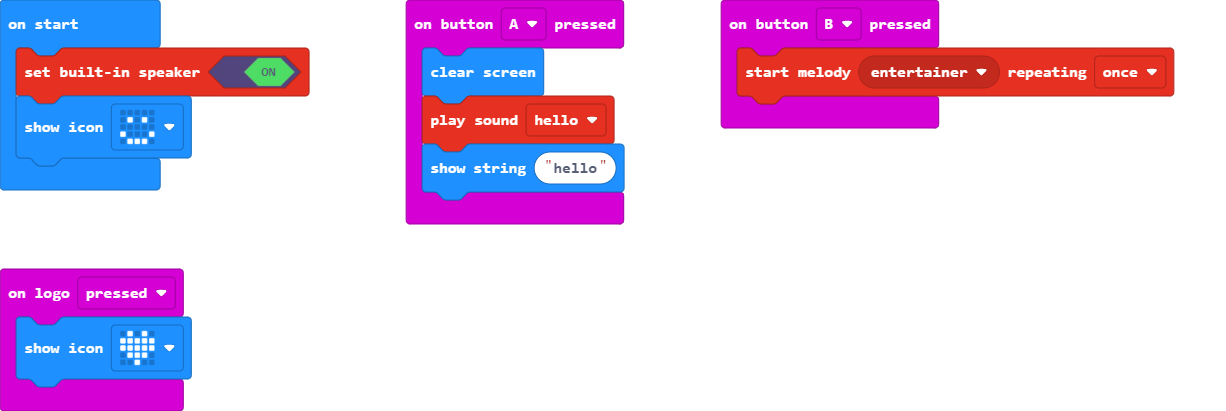 on start
set built-in speaker ON
show icon
on button A pressed
clear screen
play sound hello
show string "hello"
on button B pressed
start melody entertainer repeating once
on logo pressed
show icon